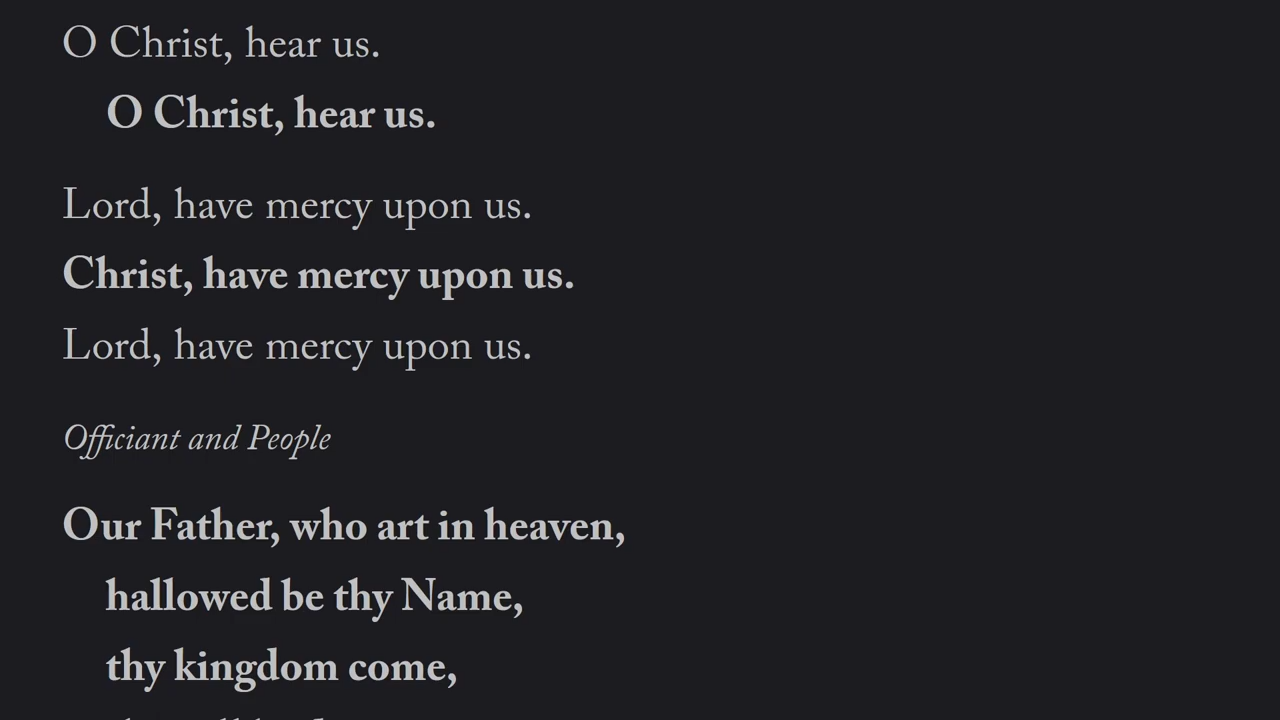 O Christ, hear us.
O Christ, hear us.
Lord, have mercy upon us.
Christ, have mercy upon us.
Lord, have mercy upon us.
Officiant and People
Our Father, who art in heaven,
hallowed be thy Name,
thy kingdom come,